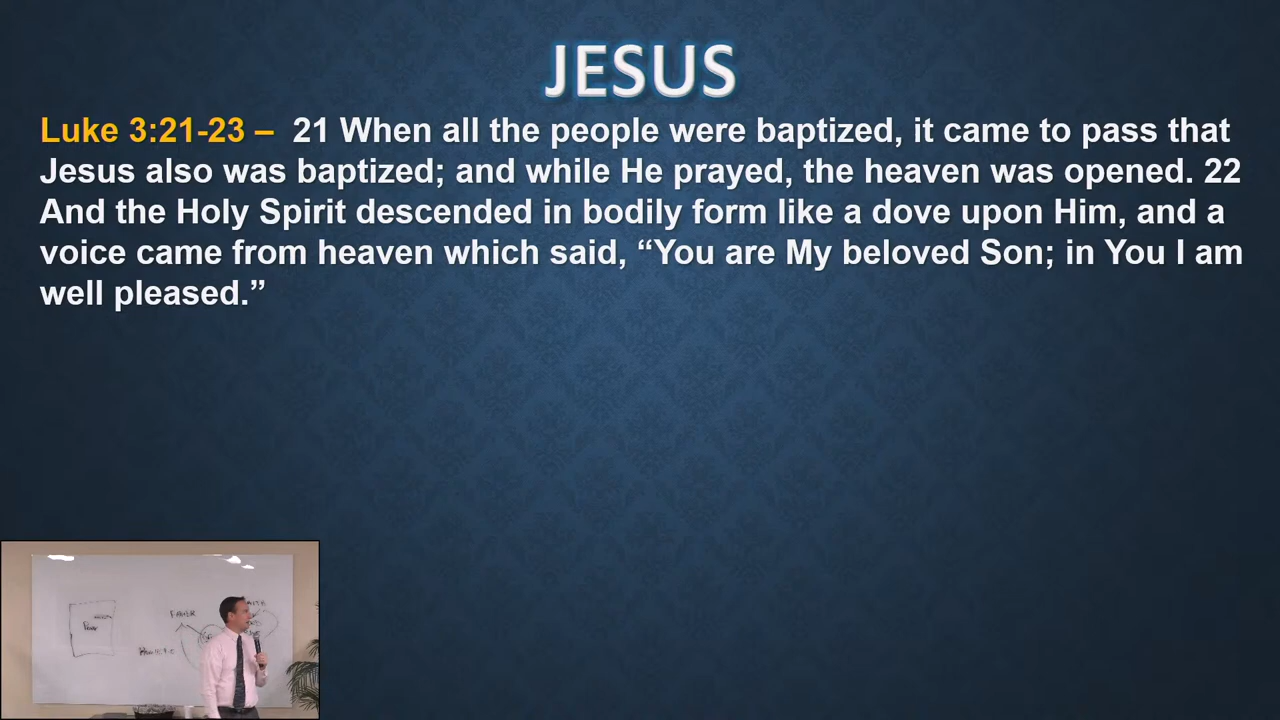 JESUS
Luke 3:21-23 – 21 When all the people were baptized, it came to pass that
Jesus also was baptized; and while He prayed, the heaven was opened. 22
And the Holy Spirit descended in bodily form like a dove upon Him, and a
voice came from heaven which said, “You are My beloved Son; in You I am
well pleased.”